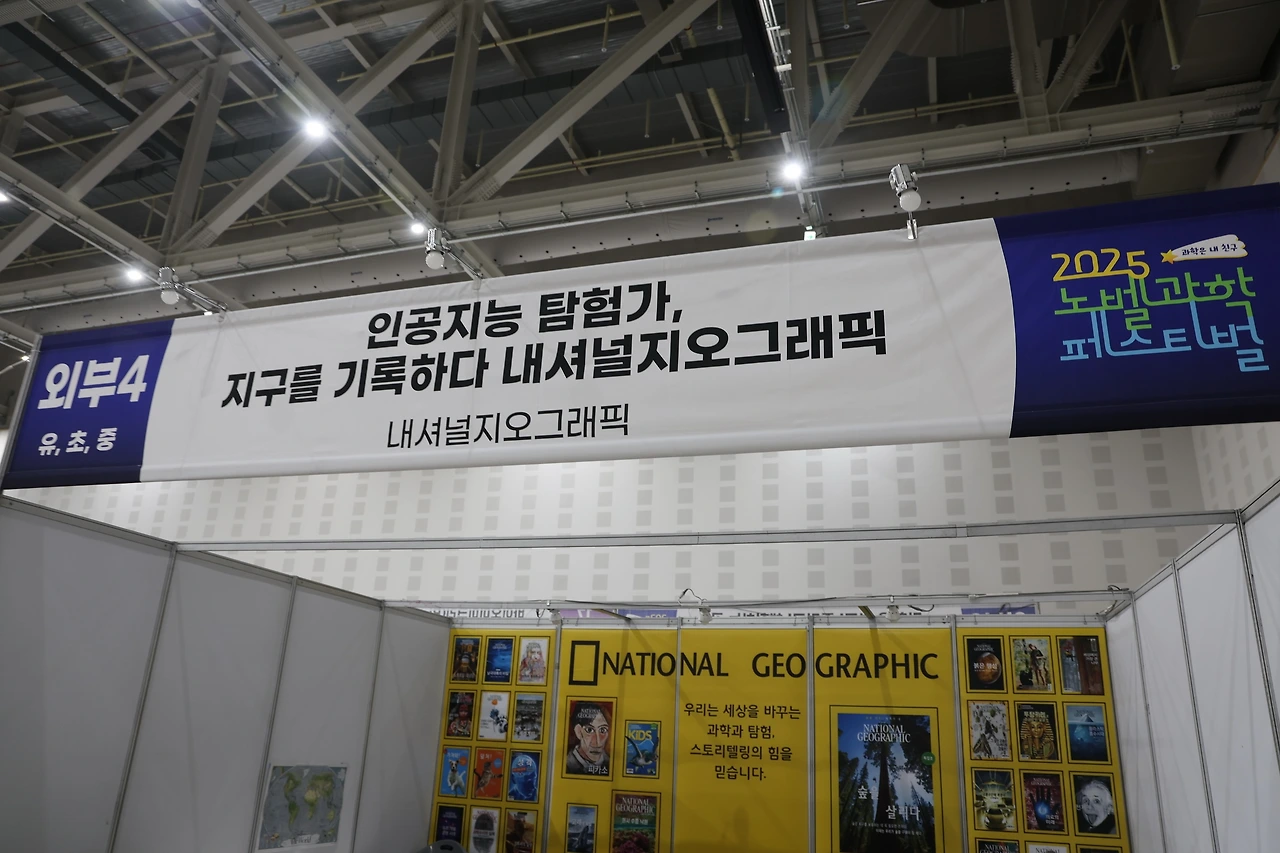 외부4
유, 초, 중
인공지능 탐험가,
지구를 기록하다 내셔널지오그래픽
내셔널지오그래픽
2025
과학은 내 친구
노벨과학
페스티벌
NATIONAL GEOGRAPHIC
우리는 세상을 바꾸는
과학과 탐험,
스토리텔링의 힘을
믿습니다.
피카소
KIDS
NATIONAL
GEOGRAPHIC
숲,
살리다